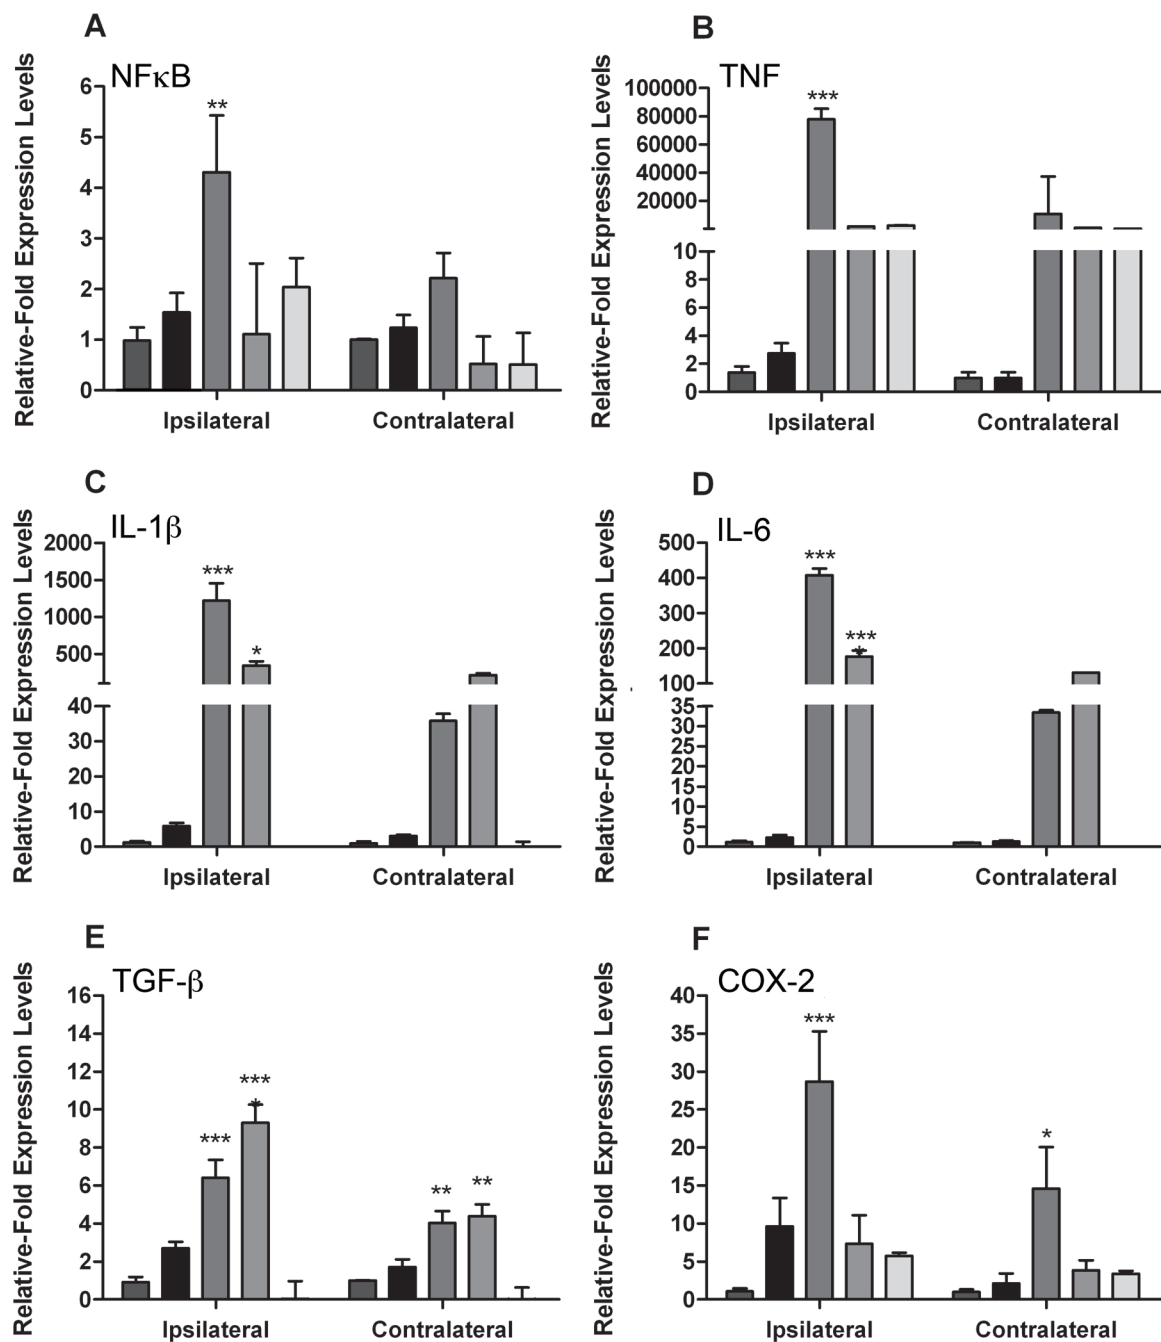 A
Relative-Fold Expression Levels
NFκB
6
5
4
3
2
1
0
**
Ipsilateral
Contralateral
B
Relative-Fold Expression Levels
TNF
100000
80000
60000
40000
20000
10
8
6
4
2
0
***
Ipsilateral
Contralateral
C
Relative-Fold Expression Levels
IL-1β
2000
1500
1000
500
40
30
20
10
0
***
*
Ipsilateral
Contralateral
D
Relative-Fold Expression Levels
IL-6
500
400
300
200
100
35
30
25
20
15
10
5
0
***
***
*
Ipsilateral
Contralateral
E
Relative-Fold Expression Levels
TGF-β
16
14
12
10
8
6
4
2
0
***
***
*
**
**
Ipsilateral
Contralateral
F
Relative-Fold Expression Levels
COX-2
40
35
30
25
20
15
10
5
0
***
*
Ipsilateral
Contralateral